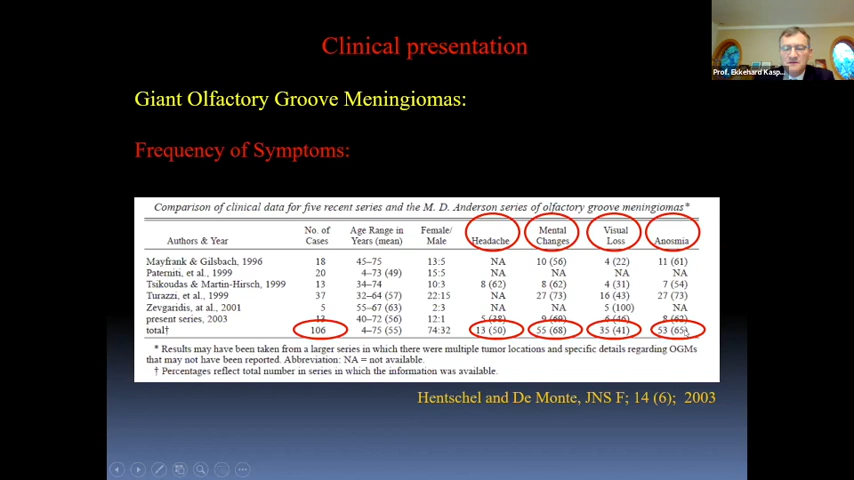 Clinical presentation
Prof. Ekkehard Kasp...
Giant Olfactory Groove Meningiomas:
Frequency of Symptoms:
Comparison of clinical data for five recent series and the M. D. Anderson series of olfactory groove meningiomas*
Authors & Year No. of Cases Age Range in Years (mean) Female/Male Headache Mental Changes Visual Loss Anosmia
Mayfrank & Gilsbach, 1996 18 45–75 13:5 NA 10 (56) 4 (22) 11 (61)
Paterniti, et al., 1999 20 4–73 (49) 15:5 NA NA NA NA
Tsikoudas & Martin-Hirsch, 1999 13 34–74 10:3 8 (62) 8 (62) 4 (31) 7 (54)
Turazzi, et al., 1999 37 32–64 (57) 22:15 NA 27 (73) 16 (43) 27 (73)
Zevgaridis, at al., 2001 5 55–67 (63) 2:3 NA NA 5 (100) NA
present series, 2003 13 40–72 (56) 12:1 5 (38) 9 (69) 6 (46) 8 (62)
total† 106 4–75 (55) 74:32 13 (50) 55 (68) 35 (41) 53 (65)
* Results may have been taken from a larger series in which there were multiple tumor locations and specific details regarding OGMs
that may not have been reported. Abbreviation: NA = not available.
† Percentages reflect total number in series in which the information was available.
Hentschel and De Monte, JNS F; 14 (6); 2003